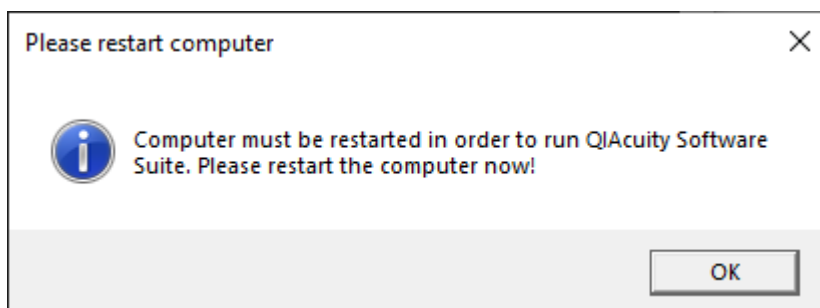 Please restart computer
Computer must be restarted in order to run QIAcuity Software
Suite. Please restart the computer now!
OK